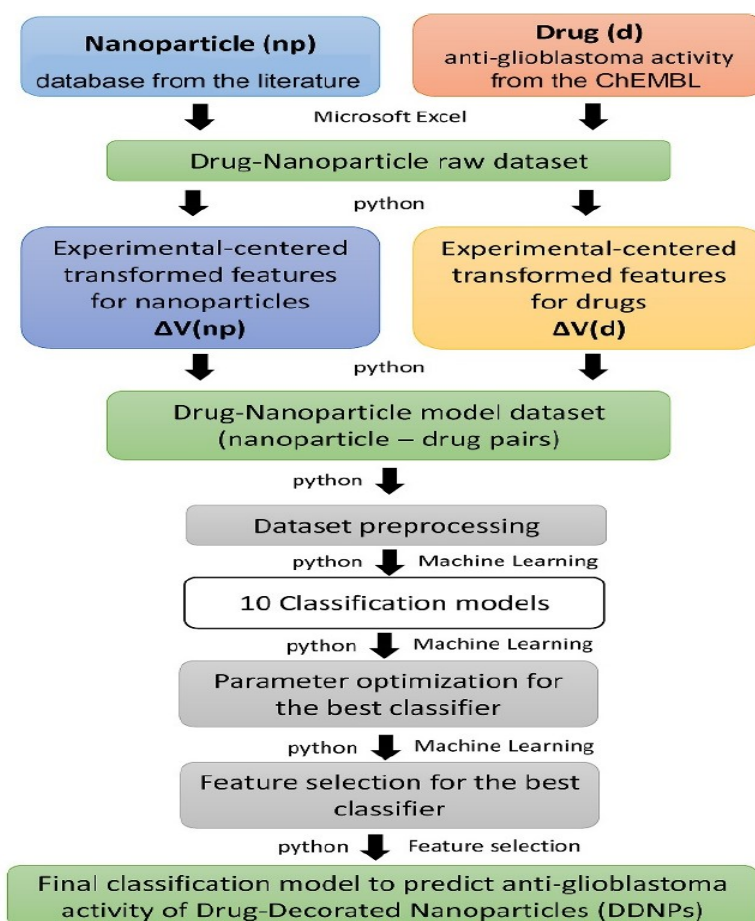 Nanoparticle (np)
database from the literature
Drug (d)
anti-glioblastoma activity
from the ChEMBL
Microsoft Excel
Drug-Nanoparticle raw dataset
python
Experimental-centered
transformed features
for nanoparticles
ΔV(np)
Experimental-centered
transformed features
for drugs
ΔV(d)
python
Drug-Nanoparticle model dataset
(nanoparticle – drug pairs)
python
Dataset preprocessing
python Machine Learning
10 Classification models
python Machine Learning
Parameter optimization for
the best classifier
python Machine Learning
Feature selection for the best
classifier
python Feature selection
Final classification model to predict anti-glioblastoma
activity of Drug-Decorated Nanoparticles (DDNPs)